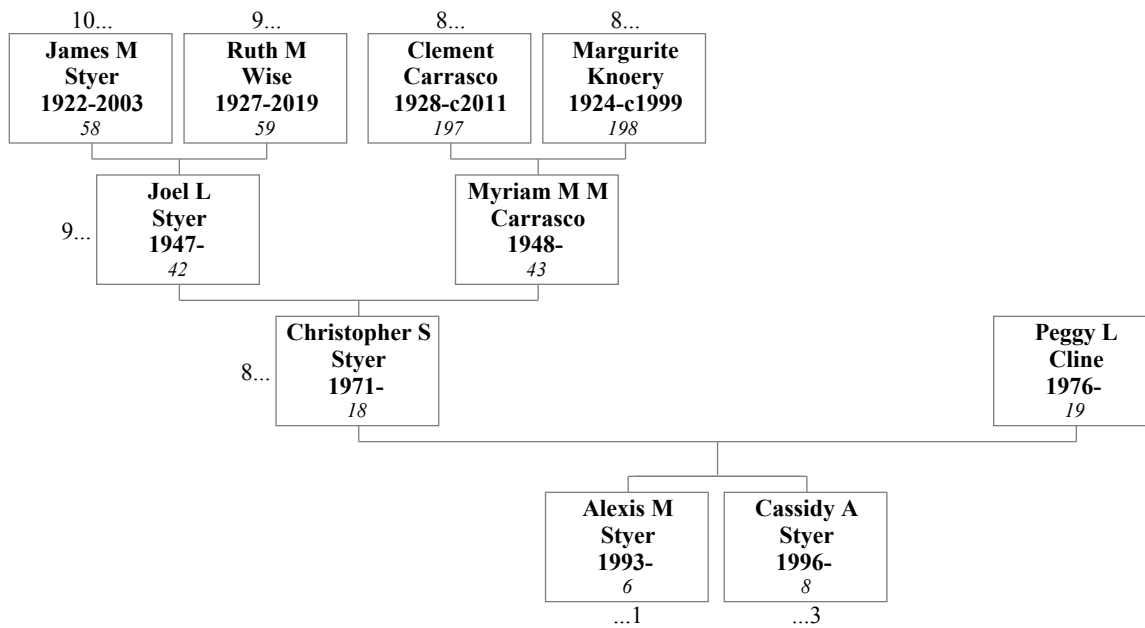 10...
9...
8...
8...
James M
Styer
1922-2003
58
Ruth M
Wise
1927-2019
59
Clement
Carrasco
1928-c2011
197
Margurite
Knoery
1924-c1999
198
9...
Joel L
Styer
1947-
42
Myriam M M
Carrasco
1948-
43
8...
Christopher S
Styer
1971-
18
Peggy L
Cline
1976-
19
Alexis M
Styer
1993-
6
...1
Cassidy A
Styer
1996-
8
...3